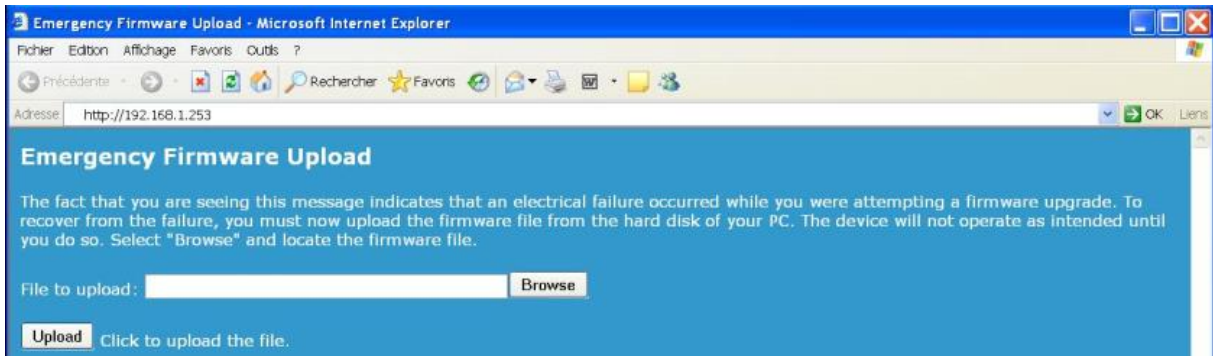 Emergency Firmware Upload - Microsoft Internet Explorer
Fichier Edition Affichage Favoris Outils ?
Précédente Rechercher Favoris
Adresse http://192.168.1.253 OK Liens
Emergency Firmware Upload
The fact that you are seeing this message indicates that an electrical failure occurred while you were attempting a firmware upgrade. To
recover from the failure, you must now upload the firmware file from the hard disk of your PC. The device will not operate as intended until
you do so. Select "Browse" and locate the firmware file.
File to upload: Browse
Upload Click to upload the file.